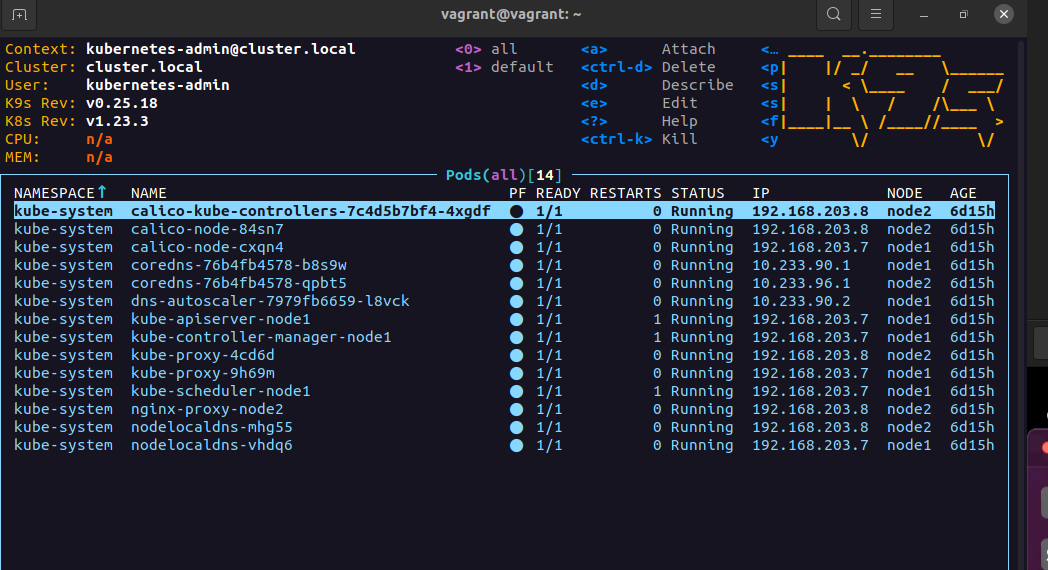 vagrant@vagrant: ~
Context: kubernetes-admin@cluster.local <0> all <a> Attach <…
Cluster: cluster.local <1> default <ctrl-d> Delete <p
User: kubernetes-admin <d> Describe <s
K9s Rev: v0.25.18 <e> Edit <s
K8s Rev: v1.23.3 <?> Help <f
CPU: n/a <ctrl-k> Kill <y
MEM: n/a
Pods(all)[14]
NAMESPACE↑ NAME PF READY RESTARTS STATUS IP NODE AGE
kube-system calico-kube-controllers-7c4d5b7bf4-4xgdf ● 1/1 0 Running 192.168.203.8 node2 6d15h
kube-system calico-node-84sn7 ● 1/1 0 Running 192.168.203.8 node2 6d15h
kube-system calico-node-cxqn4 ● 1/1 0 Running 192.168.203.7 node1 6d15h
kube-system coredns-76b4fb4578-b8s9w ● 1/1 0 Running 10.233.90.1 node1 6d15h
kube-system coredns-76b4fb4578-qpbt5 ● 1/1 0 Running 10.233.96.1 node2 6d15h
kube-system dns-autoscaler-7979fb6659-l8vck ● 1/1 0 Running 10.233.90.2 node1 6d15h
kube-system kube-apiserver-node1 ● 1/1 1 Running 192.168.203.7 node1 6d15h
kube-system kube-controller-manager-node1 ● 1/1 1 Running 192.168.203.7 node1 6d15h
kube-system kube-proxy-4cd6d ● 1/1 0 Running 192.168.203.8 node2 6d15h
kube-system kube-proxy-9h69m ● 1/1 0 Running 192.168.203.7 node1 6d15h
kube-system kube-scheduler-node1 ● 1/1 1 Running 192.168.203.7 node1 6d15h
kube-system nginx-proxy-node2 ● 1/1 0 Running 192.168.203.8 node2 6d15h
kube-system nodelocaldns-mhg55 ● 1/1 0 Running 192.168.203.8 node2 6d15h
kube-system nodelocaldns-vhdq6 ● 1/1 0 Running 192.168.203.7 node1 6d15h